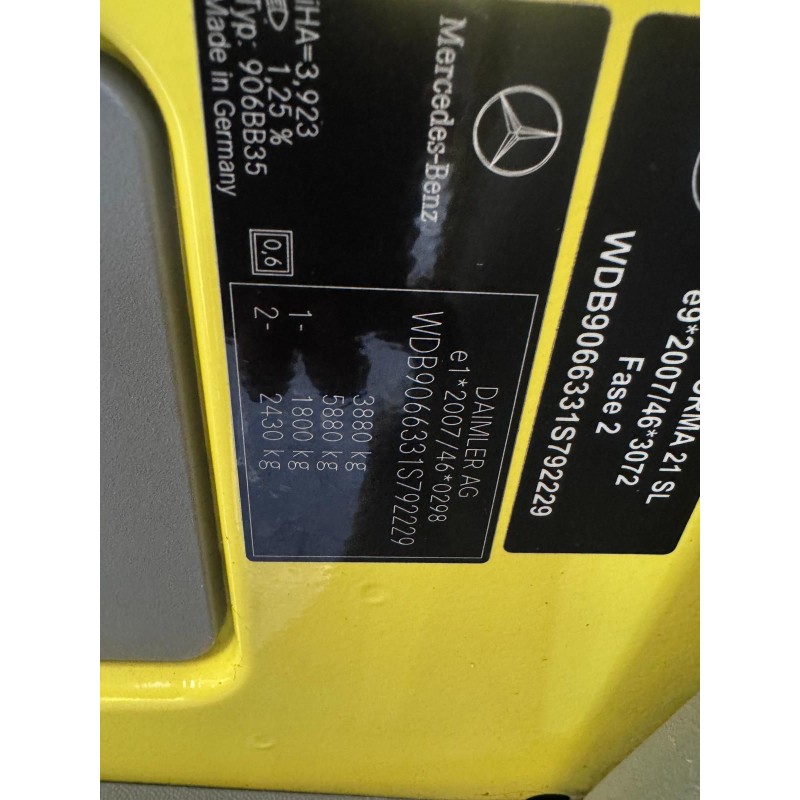 Mercedes-Benz
DAIMLER AG
e1*2007/46*0298
WDB9066331S792229
3880 kg
5880 kg
1- 1800 kg
2- 2430 kg
0,6
iHA=3,923
1,25 %
Typ: 906BB35
Made in Germany
21 SL
e9*2007/46*3072
Fase 2
WDB9066331S792229